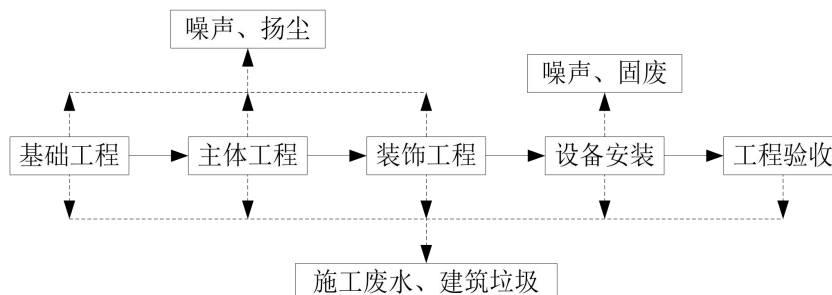 噪声、扬尘
噪声、固废
基础工程
主体工程
装饰工程
设备安装
工程验收
施工废水、建筑垃圾